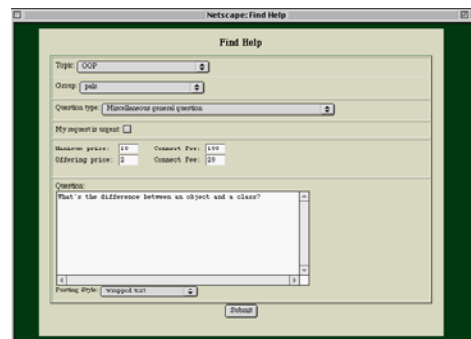 Netscape: Find Help
Find Help
Topic: OOP
Group: pals
Question type: Miscellaneous general question
My request is urgent:
Maximum price: 10 Connect Fee: 100
Offering price: 2 Connect Fee: 20
Question:
What's the difference between an object and a class?
Posting Style: wrapped text
Submit